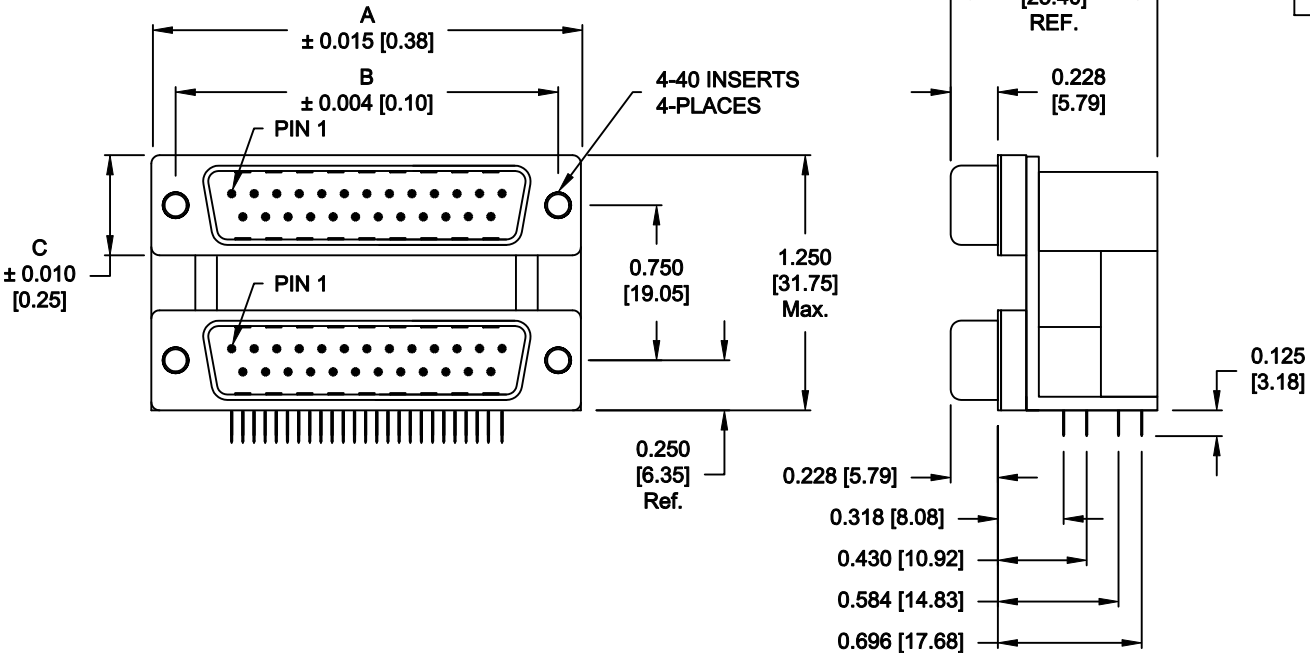 A
± 0.015 [0.38]
B
± 0.004 [0.10]
4-40 INSERTS
4-PLACES
PIN 1
PIN 1
C
± 0.010
[0.25]
0.750
[19.05]
1.250
[31.75]
Max.
0.250
[6.35]
Ref.
REF.
0.228
[5.79]
0.125
[3.18]
0.228 [5.79]
0.318 [8.08]
0.430 [10.92]
0.584 [14.83]
0.696 [17.68]